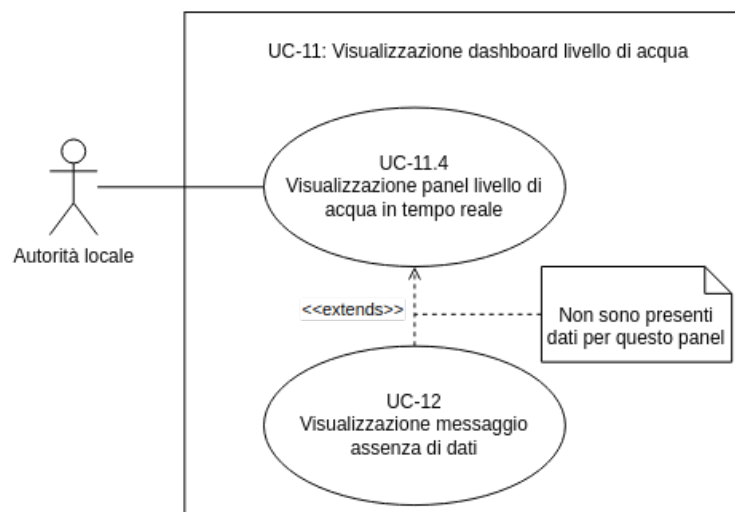 UC-11: Visualizzazione dashboard livello di acqua
UC-11.4
Visualizzazione panel livello di
acqua in tempo reale
Autorità locale
<<extends>>
Non sono presenti
dati per questo panel
UC-12
Visualizzazione messaggio
assenza di dati